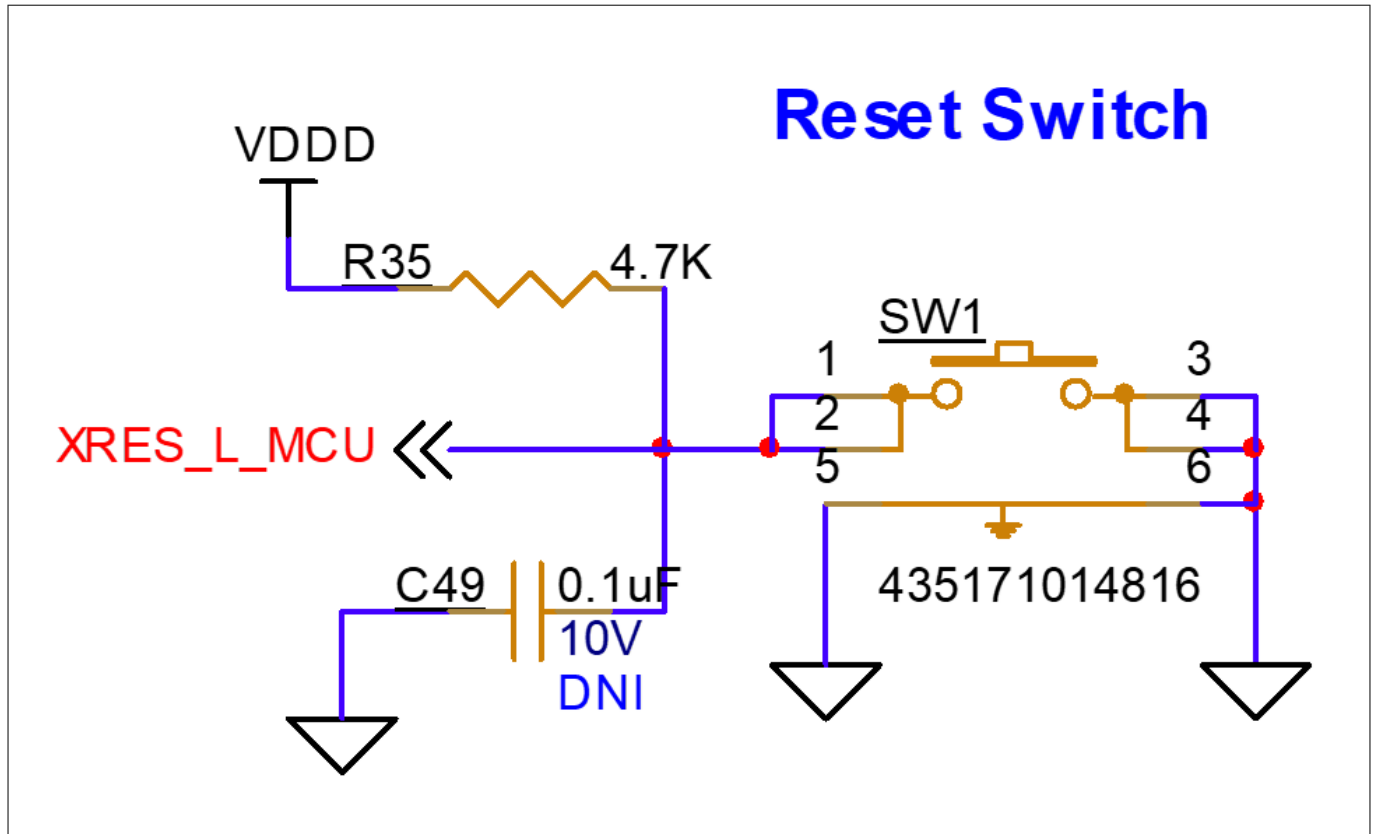 Reset Switch
VDDD
R35
4.7K
SW1
1
3
2
4
XRES_L_MCU
5
6
C49
0.1uF
435171014816
10V
DNI